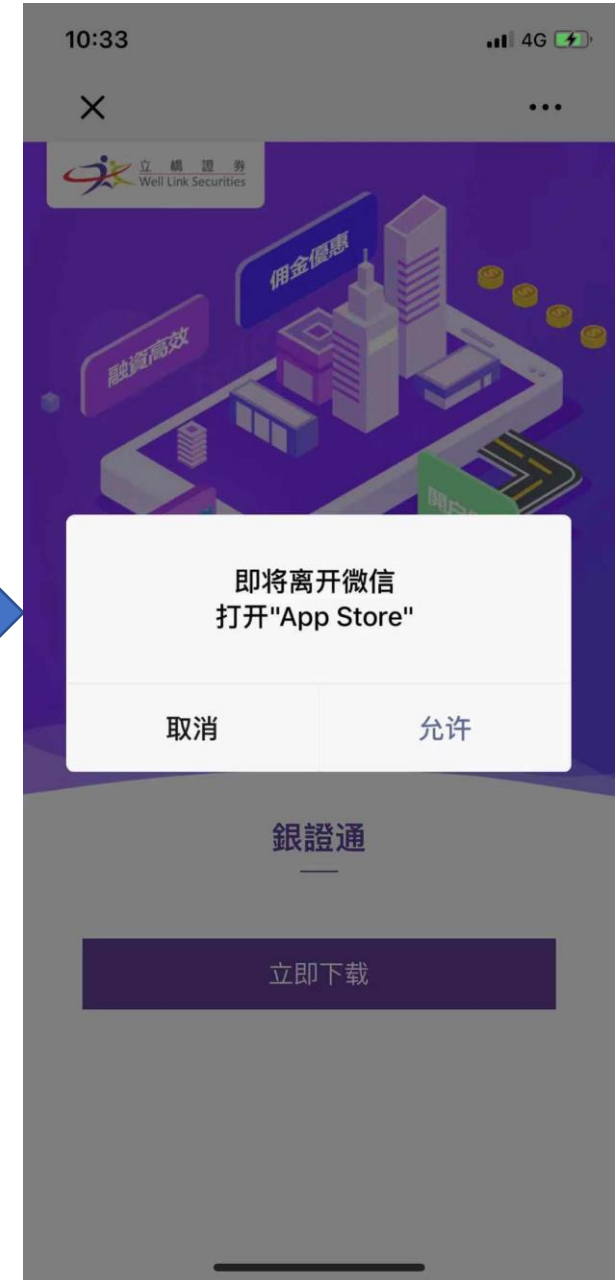 10:33
4G
立橋證券
Well Link Securities
佣金優惠
融資高效
開戶
即将离开微信
打开"App Store"
取消
允许
銀證通
立即下载